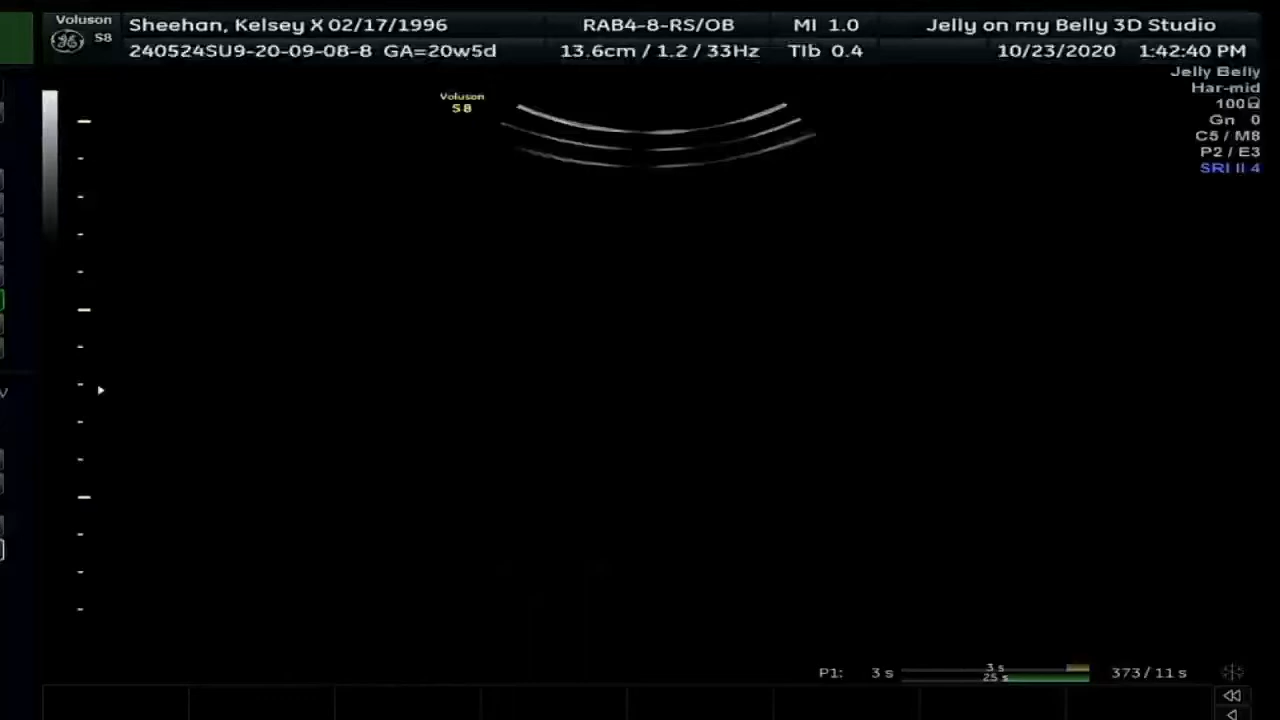 Voluson
S8
Sheehan, Kelsey X 02/17/1996
RAB4-8-RS/OB
MI 1.0
Jelly on my Belly 3D Studio
240524SU9-20-09-08-8 GA=20w5d
13.6cm / 1.2 / 33Hz
TIb 0.4
10/23/2020 1:42:40 PM
Jelly Belly
Har-mid
100
Gn 0
C5 / M8
P2 / E3
SRI II 4
Voluson
S8
P1: 3 s
3 s
25 s
373 / 11 s